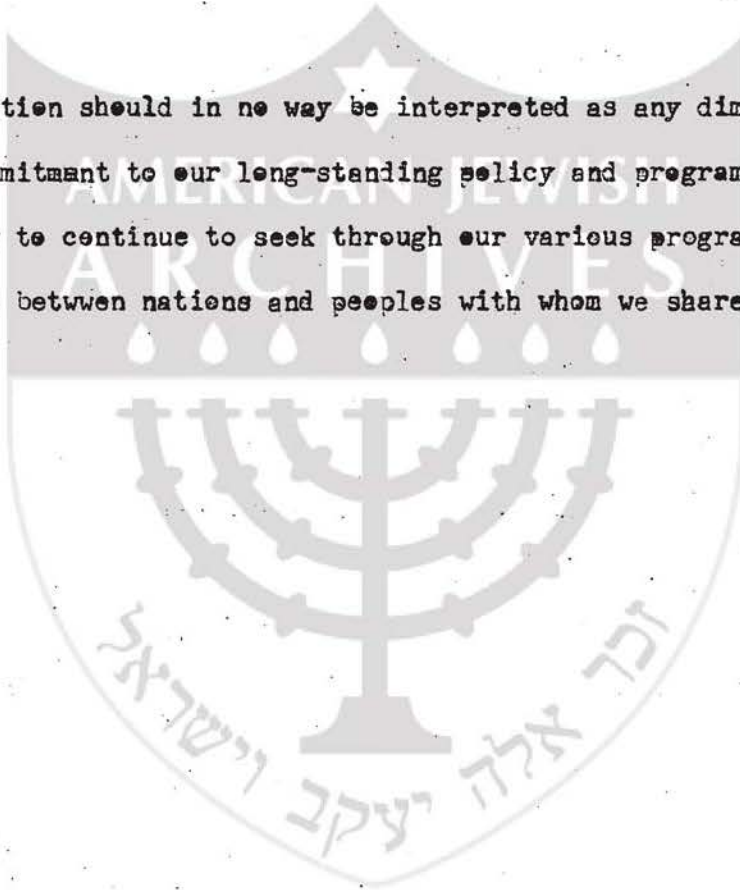 tion should in no way be interpreted as any dim
mitmant to our long-standing policy and program
to continue to seek through our various progra
betwwen nations and peoples with whom we share
AMERICAN JEWISH
ARCHIVES
זכר אלה יעקב וישראל